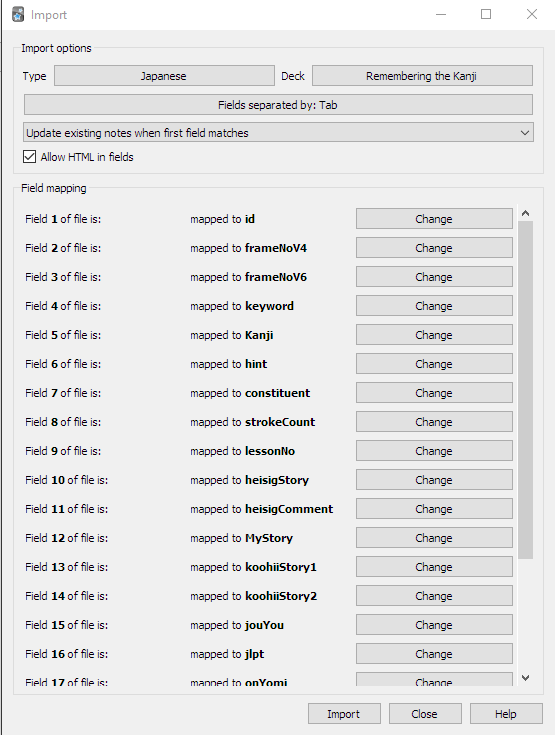 Import
Import options
Type Japanese Deck Remembering the Kanji
Fields separated by: Tab
Update existing notes when first field matches
Allow HTML in fields
Field mapping
Field 1 of file is: mapped to id Change
Field 2 of file is: mapped to frameNoV4 Change
Field 3 of file is: mapped to frameNoV6 Change
Field 4 of file is: mapped to keyword Change
Field 5 of file is: mapped to Kanji Change
Field 6 of file is: mapped to hint Change
Field 7 of file is: mapped to constituent Change
Field 8 of file is: mapped to strokeCount Change
Field 9 of file is: mapped to lessonNo Change
Field 10 of file is: mapped to heisigStory Change
Field 11 of file is: mapped to heisigComment Change
Field 12 of file is: mapped to MyStory Change
Field 13 of file is: mapped to koohiiStory1 Change
Field 14 of file is: mapped to koohiiStory2 Change
Field 15 of file is: mapped to jouYou Change
Field 16 of file is: mapped to jlpt Change
Field 17 of file is: mapped to onYomi Change
Import Close Help